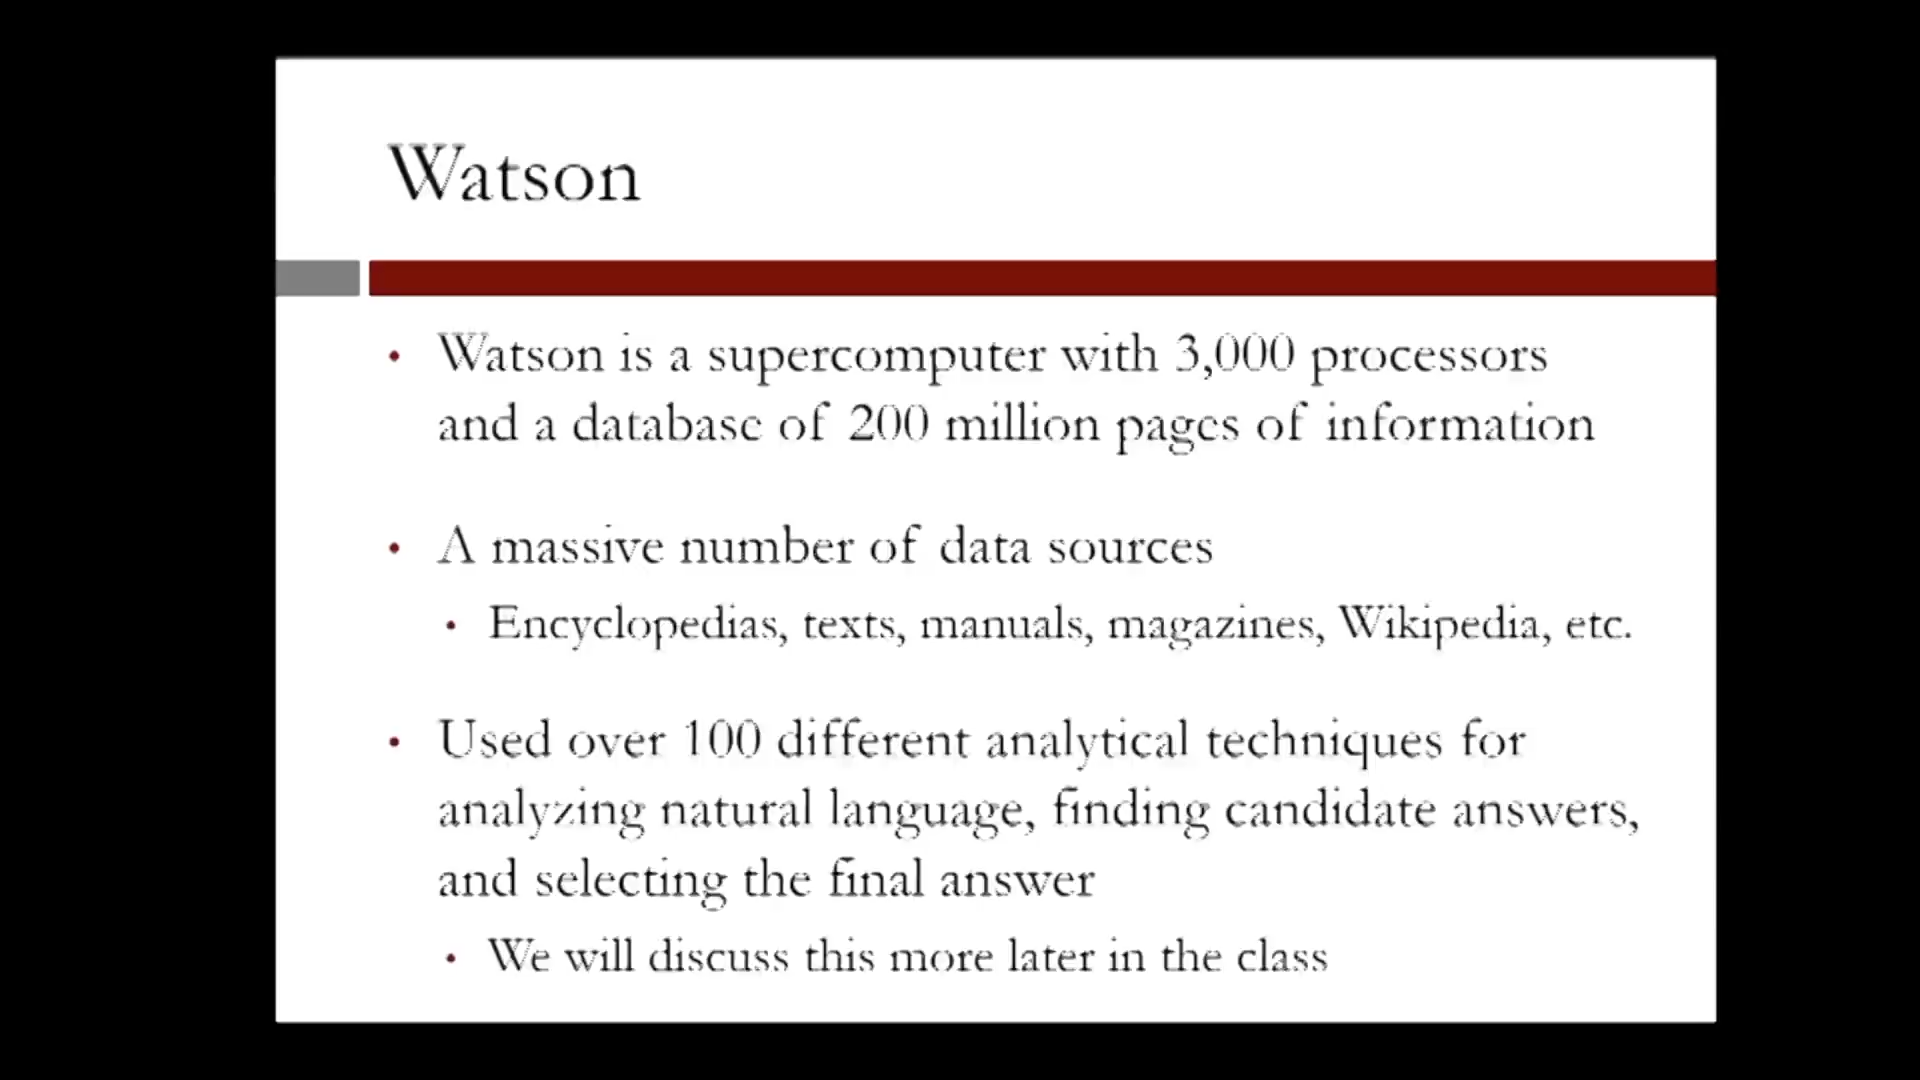 Watson
• Watson is a supercomputer with 3,000 processors
and a database of 200 million pages of information
• A massive number of data sources
• Encyclopedias, texts, manuals, magazines, Wikipedia, etc.
• Used over 100 different analytical techniques for
analyzing natural language, finding candidate answers,
and selecting the final answer
• We will discuss this more later in the class